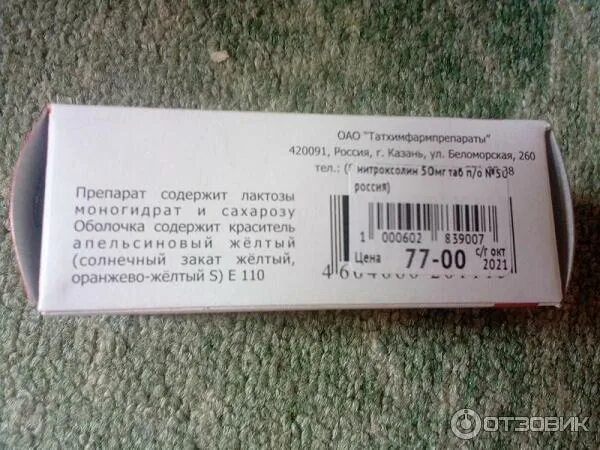 ОАО "Татхимфармпрепараты"
420091, Россия, г. Казань, ул. Беломорская, 260
тел.: (
нитроксолин 50мг таб п/о №50
россия)
Препарат содержит лактозы
моногидрат и сахарозу
Оболочка содержит краситель
апельсиновый жёлтый
(солнечный закат жёлтый,
оранжево-жёлтый S) Е 110
1 000602 839007
Цена 77-00 с/г окт
2021
ОТЗОВИК